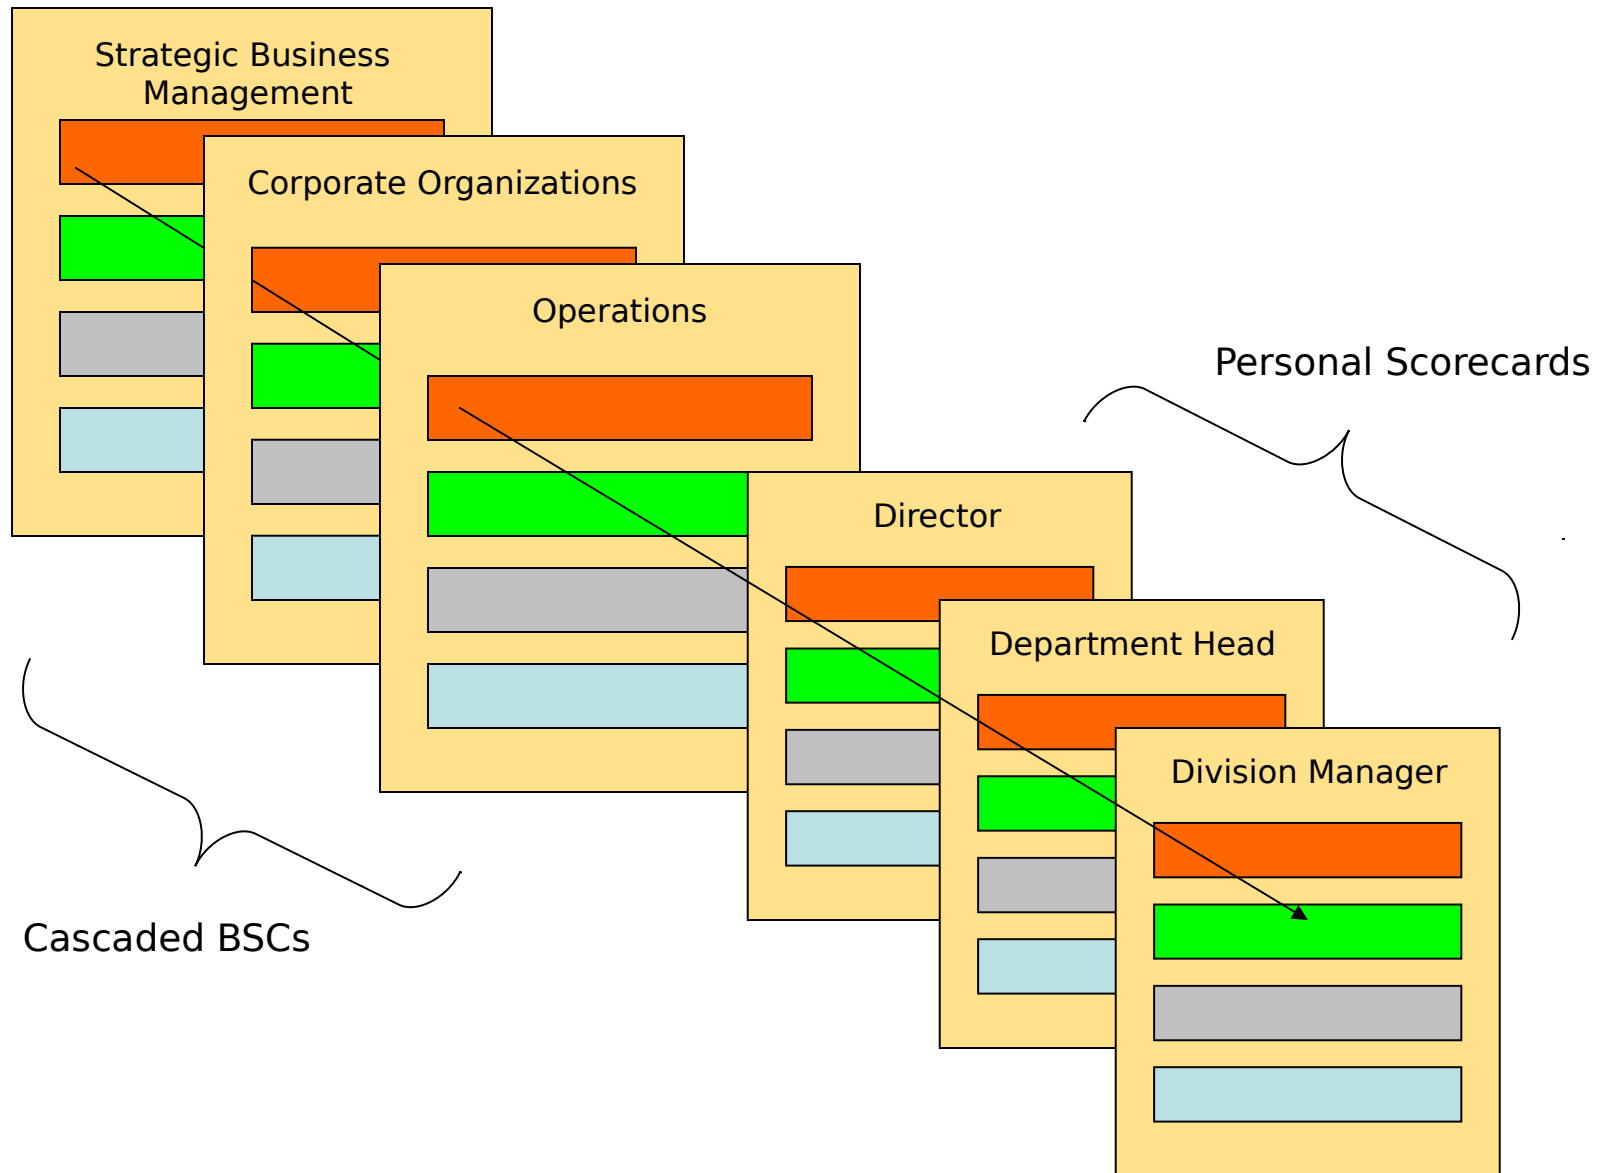 Strategic Business
Management
Corporate Organizations
Operations
Personal Scorecards
Director
Department Head
Division Manager
Cascaded BSCs